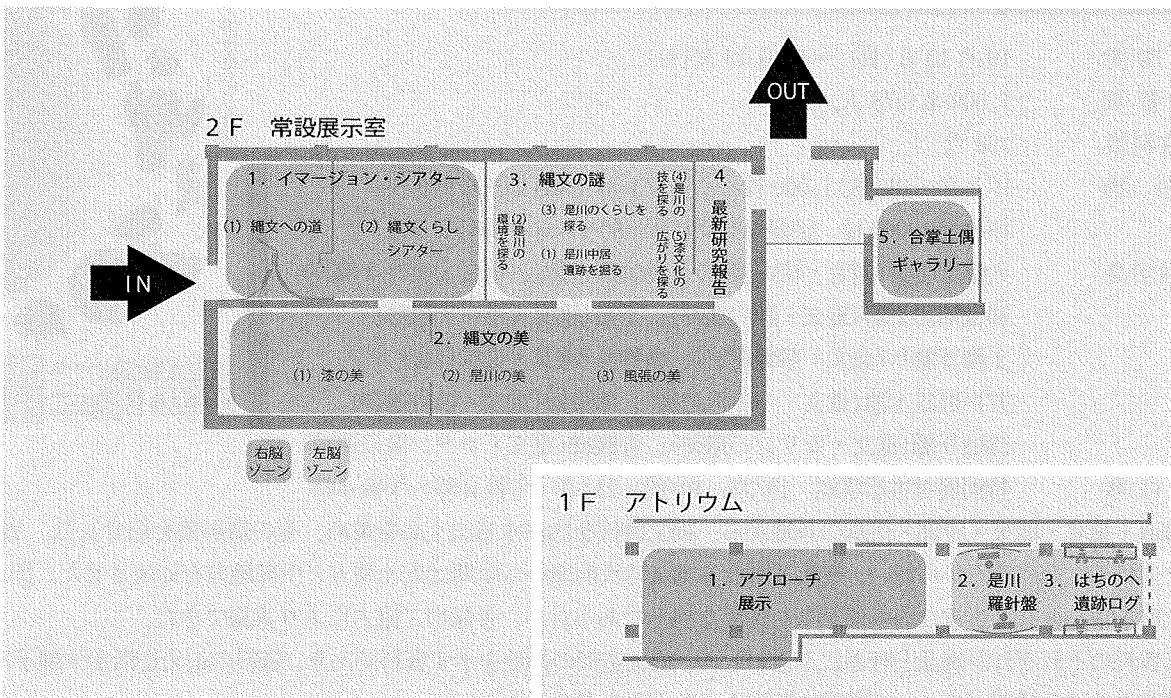 OUT
2F 常設展示室
1. イマージョン・シアター
(1) 縄文への道
(2) 縄文くらし
シアター
3. 縄文の謎
(2)是川の
環境を探る
(3) 是川のくらしを
探る
(1) 是川中居
遺跡を掘る
(4)是川の
技を探る
(5)漆文化の
広がりを探る
4. 最新研究報告
5. 合掌土偶
ギャラリー
IN
2. 縄文の美
(1) 漆の美
(2) 是川の美
(3) 風張の美
右脳
ゾーン
左脳
ゾーン
1F アトリウム
1. アプローチ
展示
2. 是川
羅針盤
3. はちのへ
遺跡ログ